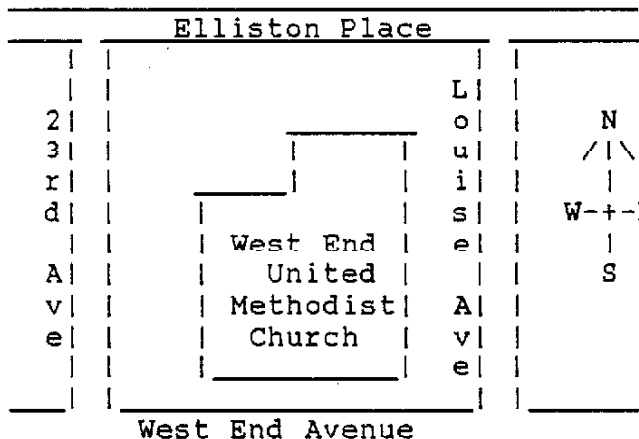 Elliston Place
23rd Ave
West End
United
Methodist
Church
Louise Ave
N
W-+-
S
West End Avenue